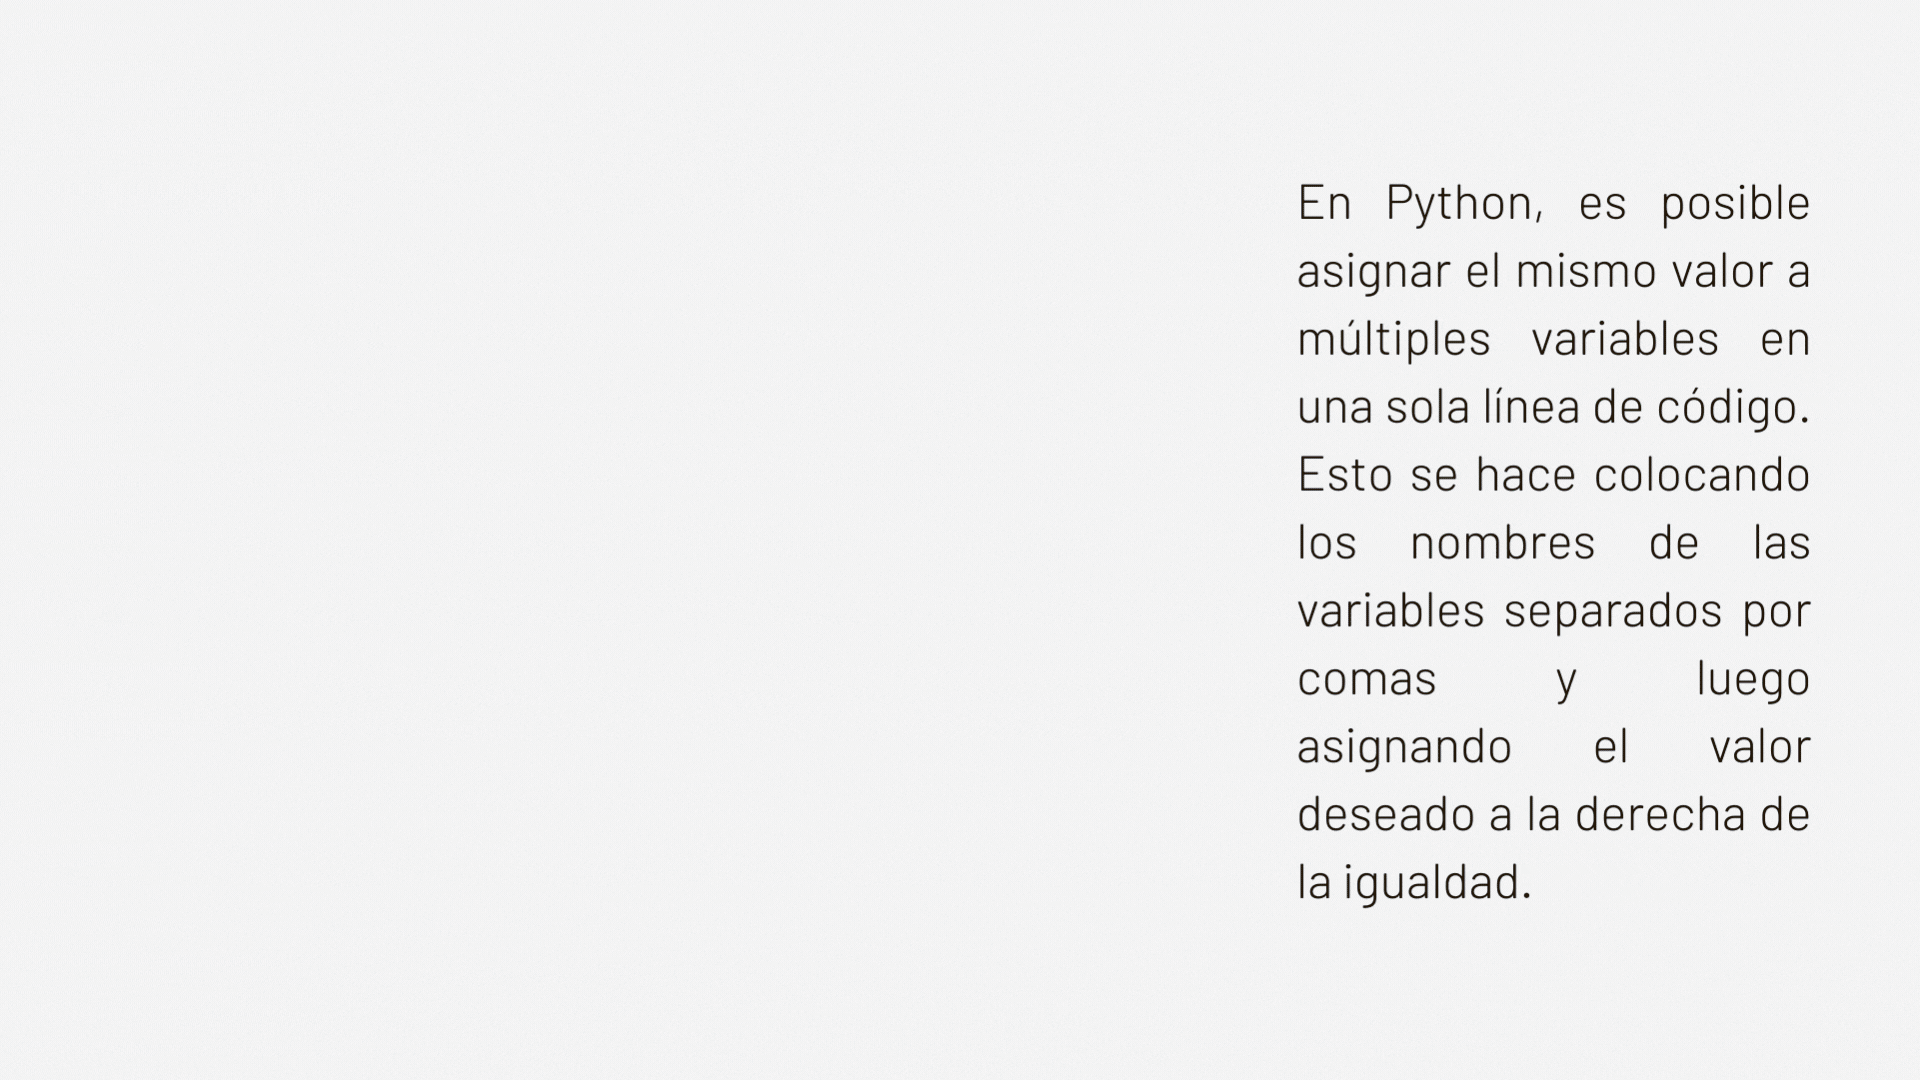 En Python, es posible
asignar el mismo valor a
múltiples variables en
una sola línea de código.
Esto se hace colocando
los nombres de las
variables separados por
comas y luego
asignando el valor
deseado a la derecha de
la igualdad.